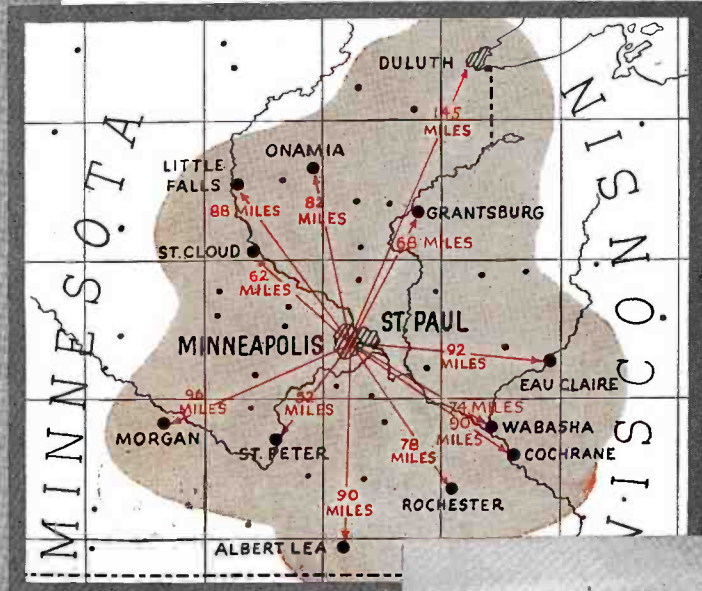 DULUTH
145
MILES
MINNESOTA
WISCONSIN
ONAMIA
LITTLE
FALLS
82
MILES
88 MILES
GRANTSBURG
68 MILES
ST. CLOUD
62
MILES
MINNEAPOLIS
ST. PAUL
92
MILES
EAU CLAIRE
MILES
MORGAN
52
MILES
ST. PETER
74 MILES
WABASHA
90
MILES
COCHRANE
78
MILES
ROCHESTER
90
MILES
ALBERT LEA